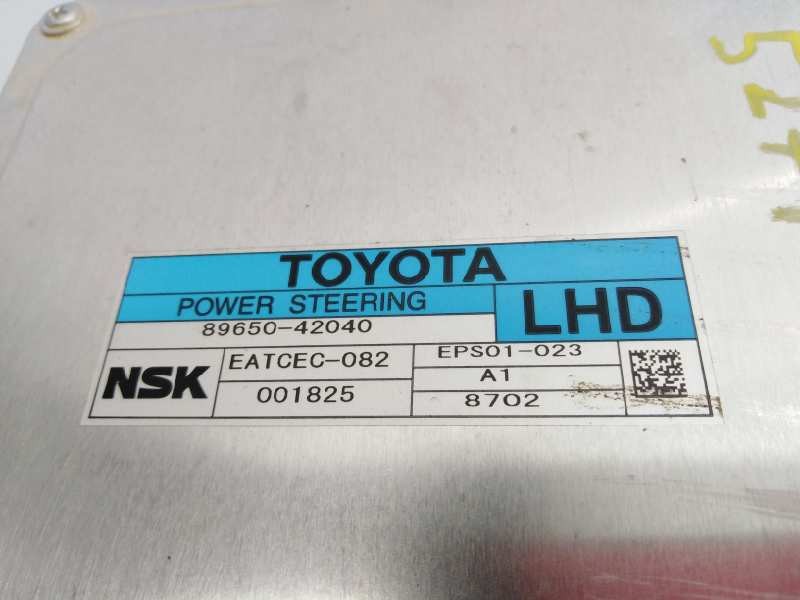 TOYOTA
POWER STEERING
LHD
89650-42040
NSK
EATCEC-082
EPS01-023
001825
A1
8702